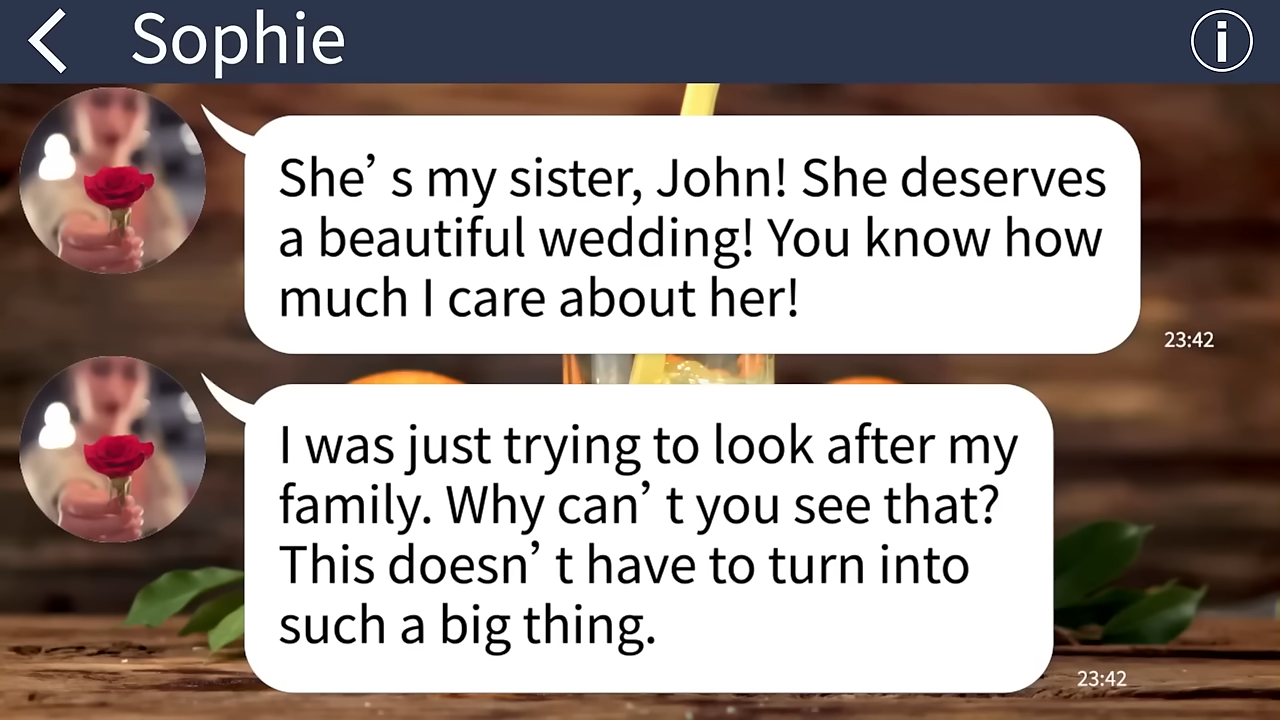 Sophie
She’s my sister, John! She deserves
a beautiful wedding! You know how
much I care about her!
23:42
I was just trying to look after my
family. Why can’t you see that?
This doesn’t have to turn into
such a big thing.
23:42